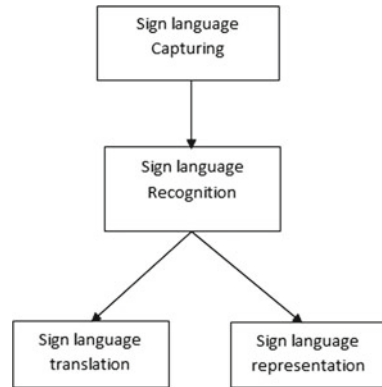 Sign language
Capturing
Sign language
Recognition
Sign language
translation
Sign language
representation